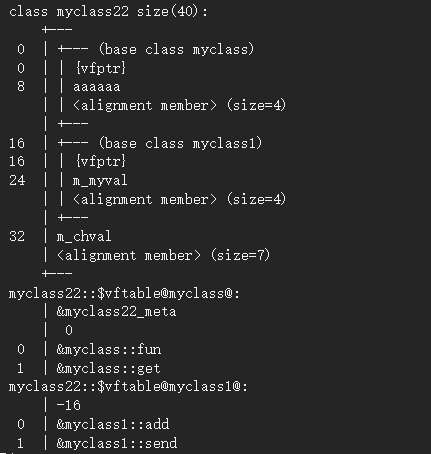 class myclass22 size(40):
    +---
 0  | +--- (base class myclass)
 0  | | {vfptr}
 8  | | aaaaaa
    | | <alignment member> (size=4)
    | +---
16  | +--- (base class myclass1)
16  | | {vfptr}
24  | | m_myval
    | | <alignment member> (size=4)
    | +---
32  | m_chval
    | <alignment member> (size=7)
    +---
myclass22::$vftable@myclass@:
    | &myclass22_meta
    |  0
 0  | &myclass::fun
 1  | &myclass::get
myclass22::$vftable@myclass1@:
    | -16
 0  | &myclass1::add
 1  | &myclass1::send